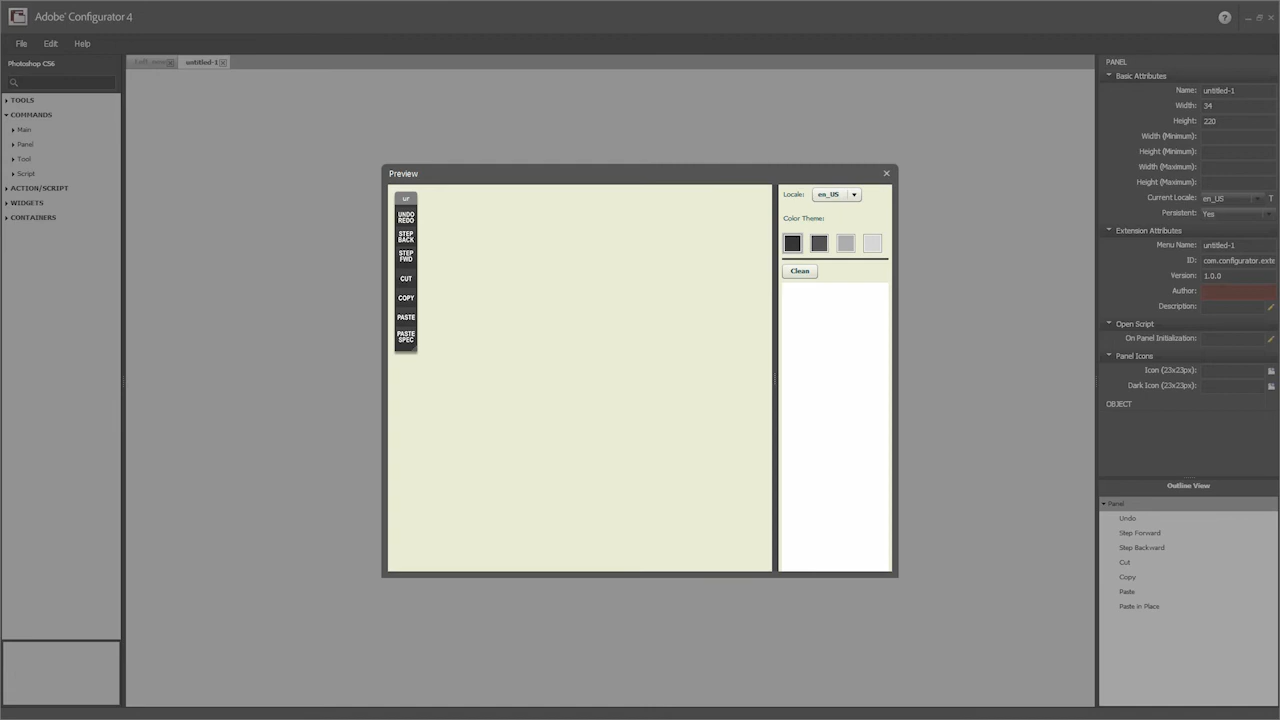 Adobe® Configurator 4
?
File Edit Help
Photoshop CS6
untitled-1
TOOLS
COMMANDS
Main
Panel
Tool
Script
ACTION/SCRIPT
WIDGETS
CONTAINERS
Preview
ur
UNDO
REDO
STEP
BACK
STEP
FWD
CUT
COPY
PASTE
PASTE
SPEC
Locale: en_US
Color Theme:
Clean
PANEL
Basic Attributes
Name: untitled-1
Width: 34
Height: 220
Width (Minimum):
Height (Minimum):
Width (Maximum):
Height (Maximum):
Current Locale: en_US T
Persistent: Yes
Extension Attributes
Menu Name: untitled-1
ID: com.configurator.exte
Version: 1.0.0
Author:
Description:
Open Script
On Panel Initialization:
Panel Icons
Icon (23x23px):
Dark Icon (23x23px):
OBJECT
Outline View
Panel
Undo
Step Forward
Step Backward
Cut
Copy
Paste
Paste in Place